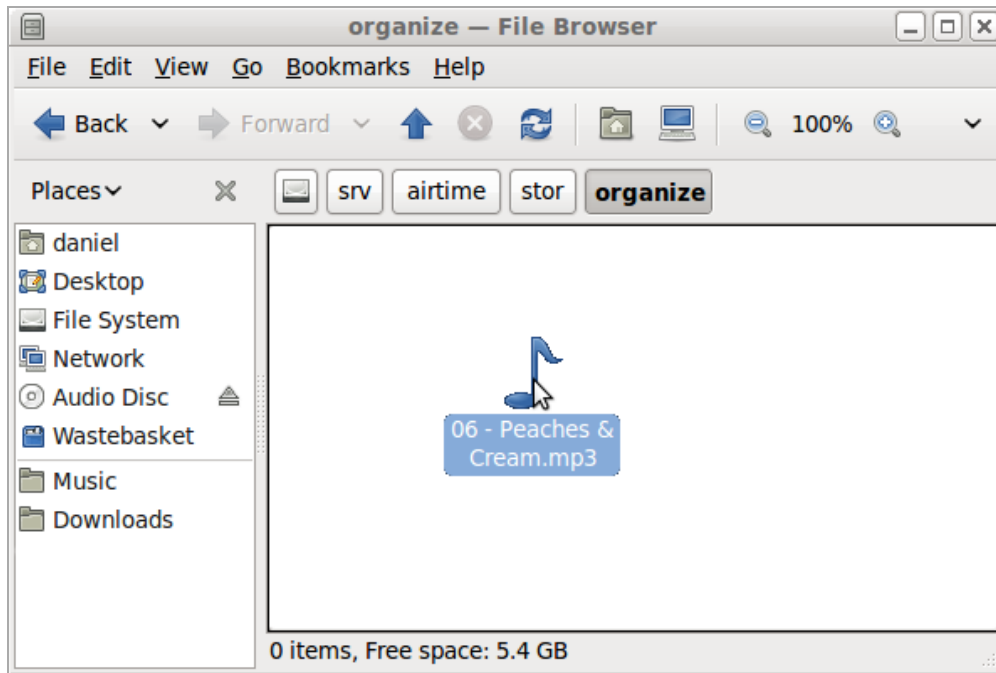 organize — File Browser
File Edit View Go Bookmarks Help
Back Forward 100%
Places srv airtime stor organize
daniel
Desktop
File System
Network
Audio Disc
Wastebasket
Music
Downloads
06 - Peaches &
Cream.mp3
0 items, Free space: 5.4 GB